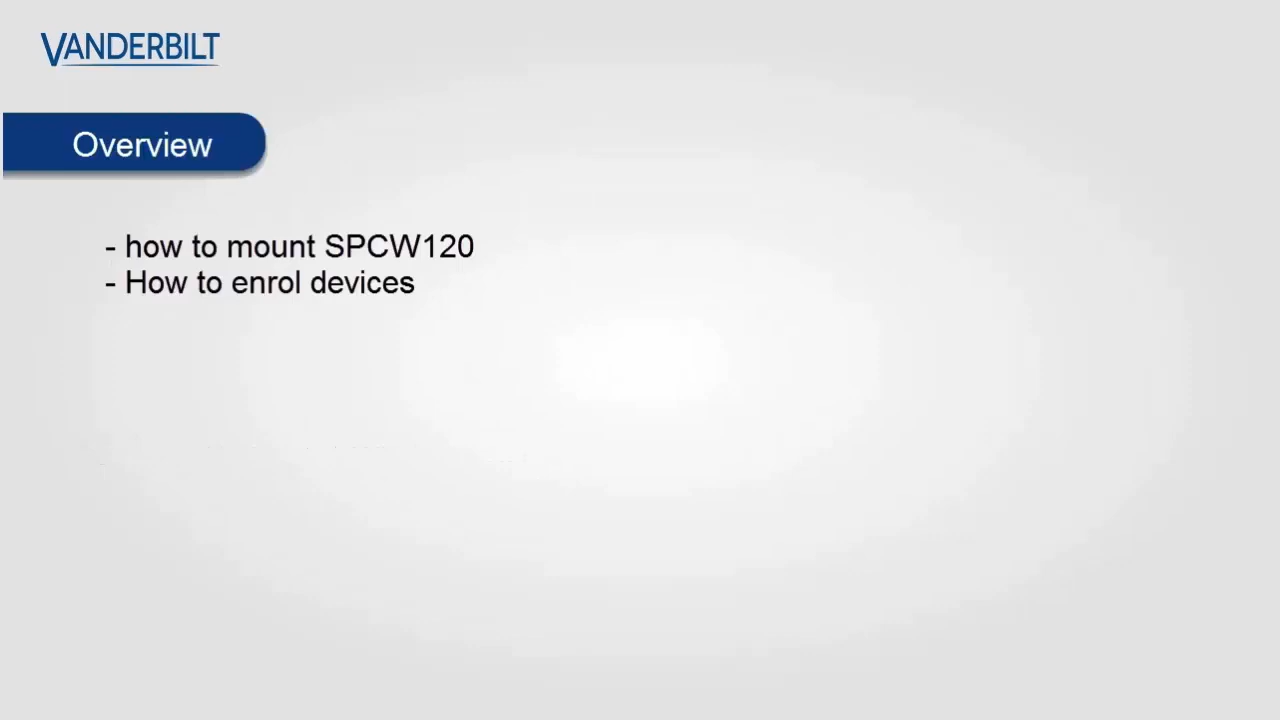 VANDERBILT
Overview
- how to mount SPCW120
- How to enrol devices